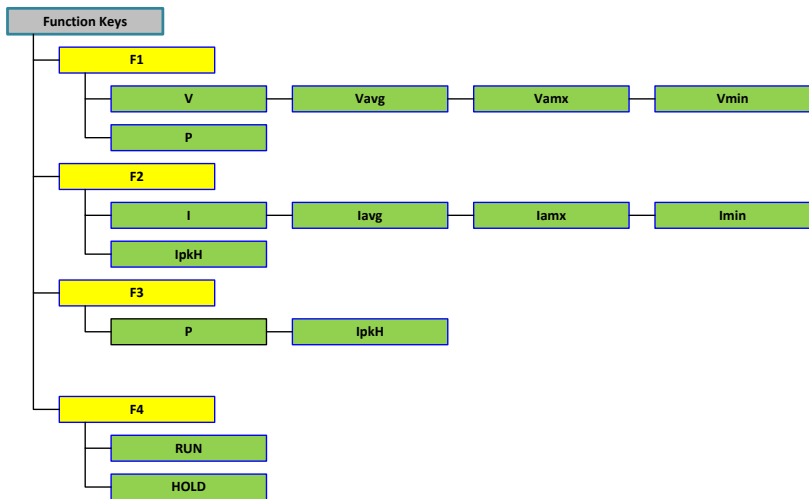 Function Keys
F1
V Vavg Vamx Vmin
P
F2
I Iavg Iamx Imin
IpkH
F3
P IpkH
F4
RUN
HOLD